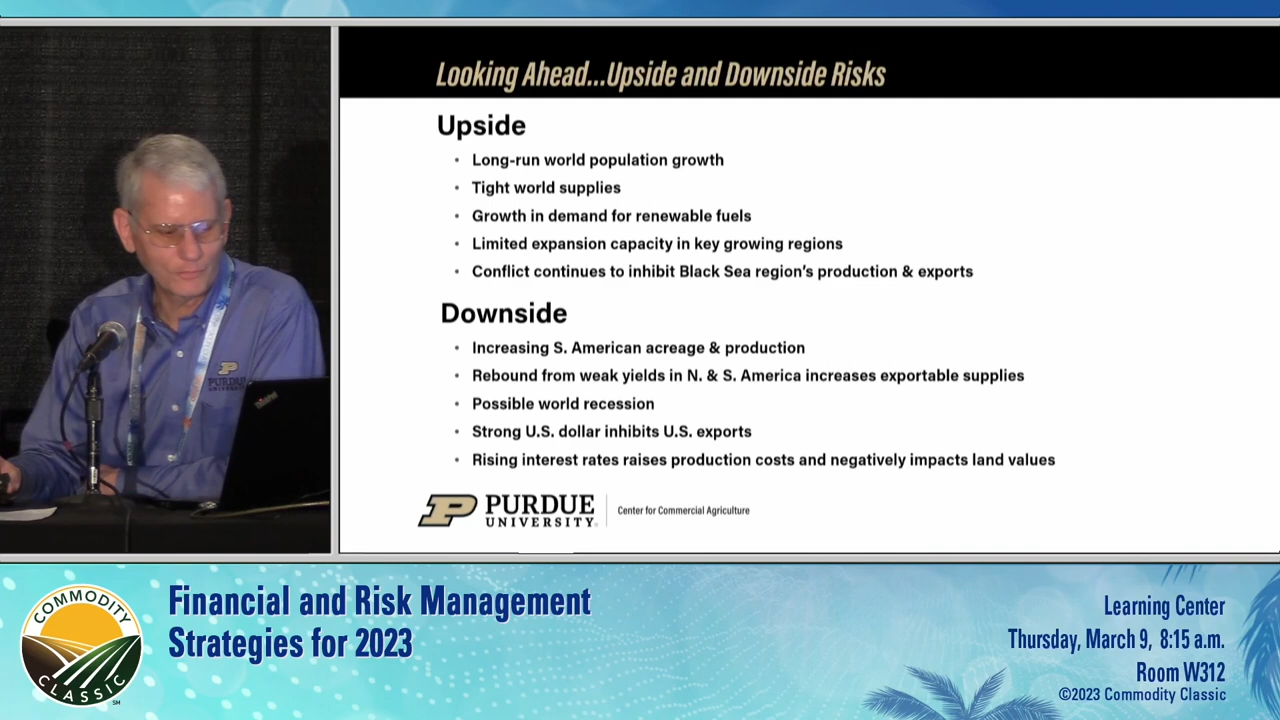 Looking Ahead...Upside and Downside Risks
Upside
• Long-run world population growth
• Tight world supplies
• Growth in demand for renewable fuels
• Limited expansion capacity in key growing regions
• Conflict continues to inhibit Black Sea region's production & exports
Downside
• Increasing S. American acreage & production
• Rebound from weak yields in N. & S. America increases exportable supplies
• Possible world recession
• Strong U.S. dollar inhibits U.S. exports
• Rising interest rates raises production costs and negatively impacts land values
P PURDUE
UNIVERSITY®
Center for Commercial Agriculture
P
PURDUE
UNIVERSITY
ThinkPad
COMMODITY
CLASSIC
SM
Financial and Risk Management
Strategies for 2023
Learning Center
Thursday, March 9, 8:15 a.m.
Room W312
©2023 Commodity Classic